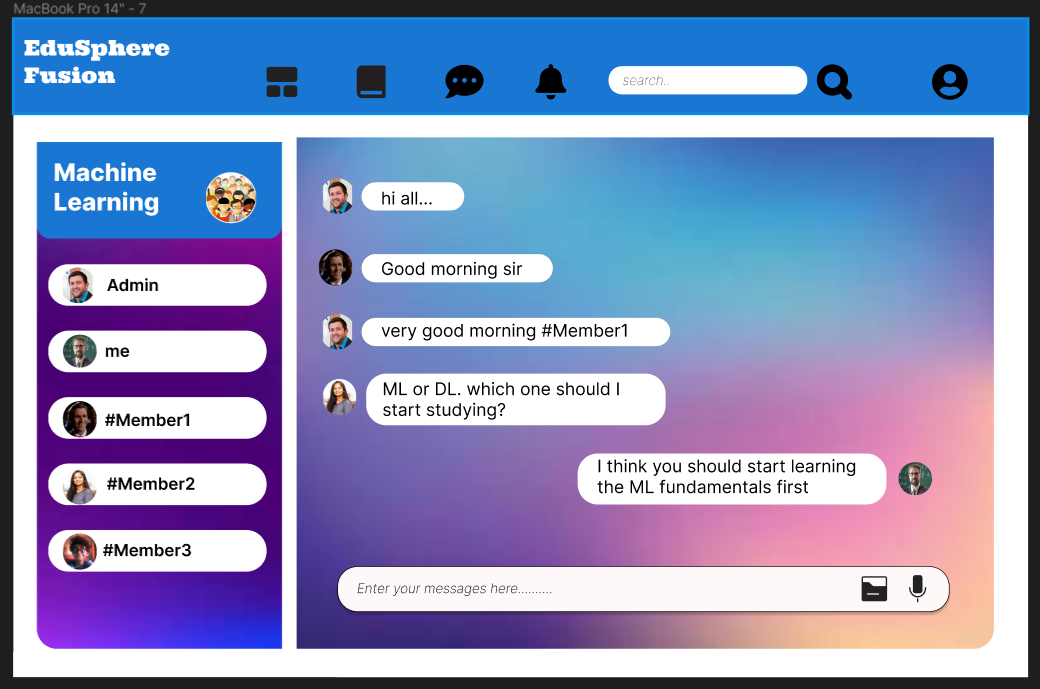 MacBook Pro 14" - 7
EduSphere
Fusion
search..
Machine
Learning
Admin
me
#Member1
#Member2
#Member3
hi all...
Good morning sir
very good morning #Member1
ML or DL. which one should I
start studying?
I think you should start learning
the ML fundamentals first
Enter your messages here..........